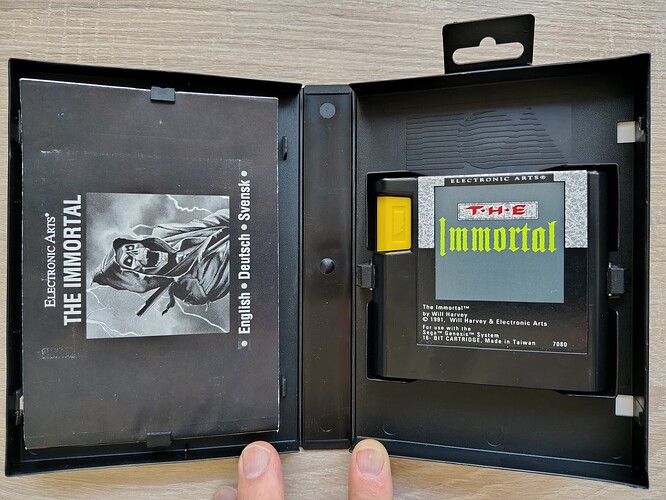 ELECTRONIC ARTS®
THE IMMORTAL
• English • Deutsch • Svensk •
ELECTRONIC ARTS®
T·H·E
Immortal
The Immortal™
by Will Harvey
© 1991, Will Harvey & Electronic Arts
For use with the
Sega™ Genesis™ System
16- BIT CARTRIDGE, Made in Taiwan 7080